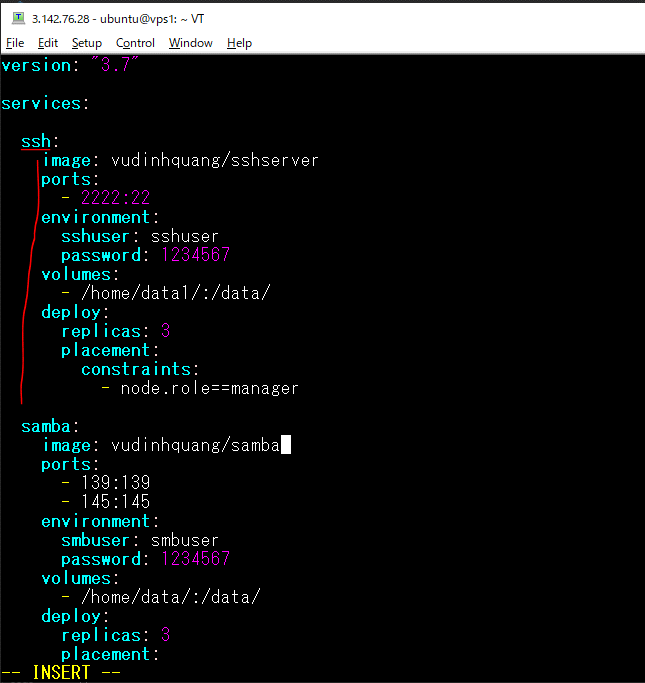 3.142.76.28 - ubuntu@vps1: ~ VT
File Edit Setup Control Window Help
version: "3.7"
services:
  ssh:
    image: vudinhquang/sshserver
    ports:
      - 2222:22
    environment:
      sshuser: sshuser
      password: 1234567
    volumes:
      - /home/data1/:/data/
    deploy:
      replicas: 3
      placement:
        constraints:
          - node.role==manager
  samba:
    image: vudinhquang/samba
    ports:
      - 139:139
      - 145:145
    environment:
      smbuser: smbuser
      password: 1234567
    volumes:
      - /home/data/:/data/
    deploy:
      replicas: 3
      placement:
-- INSERT --